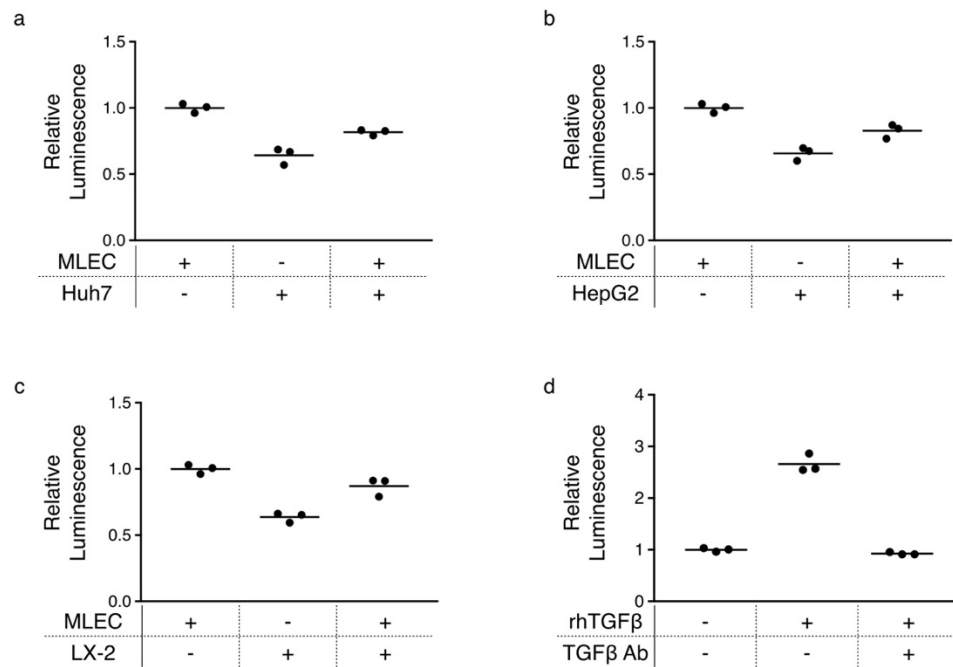 a
1.5
1.0
0.5
0.0
Relative
Luminescence
MLEC + - +
Huh7 - + +
b
1.5
1.0
0.5
0.0
Relative
Luminescence
MLEC + - +
HepG2 - + +
c
1.5
1.0
0.5
0.0
Relative
Luminescence
MLEC + - +
LX-2 - + +
d
4
3
2
1
0
Relative
Luminescence
rhTGFβ - + +
TGFβ Ab - - +